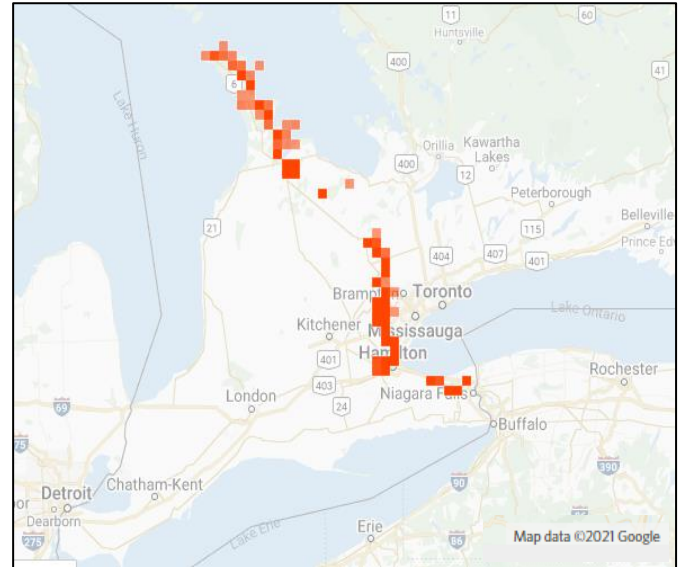 11
60
Huntsville
400
41
6
Lake Huron
Orillia
Kawartha
Lakes
400
12
Peterborough
21
115
Belleville
Prince Ed
404
407
401
Toronto
Lake Ontario
Kitchener
Mississauga
401
Hamilton
Rochester
403
London
24
Niagara Falls
69
Buffalo
75
Chatham-Kent
90
390
Detroit
Dearborn
Lake Erie
Erie
86
275
Map data ©2021 Google